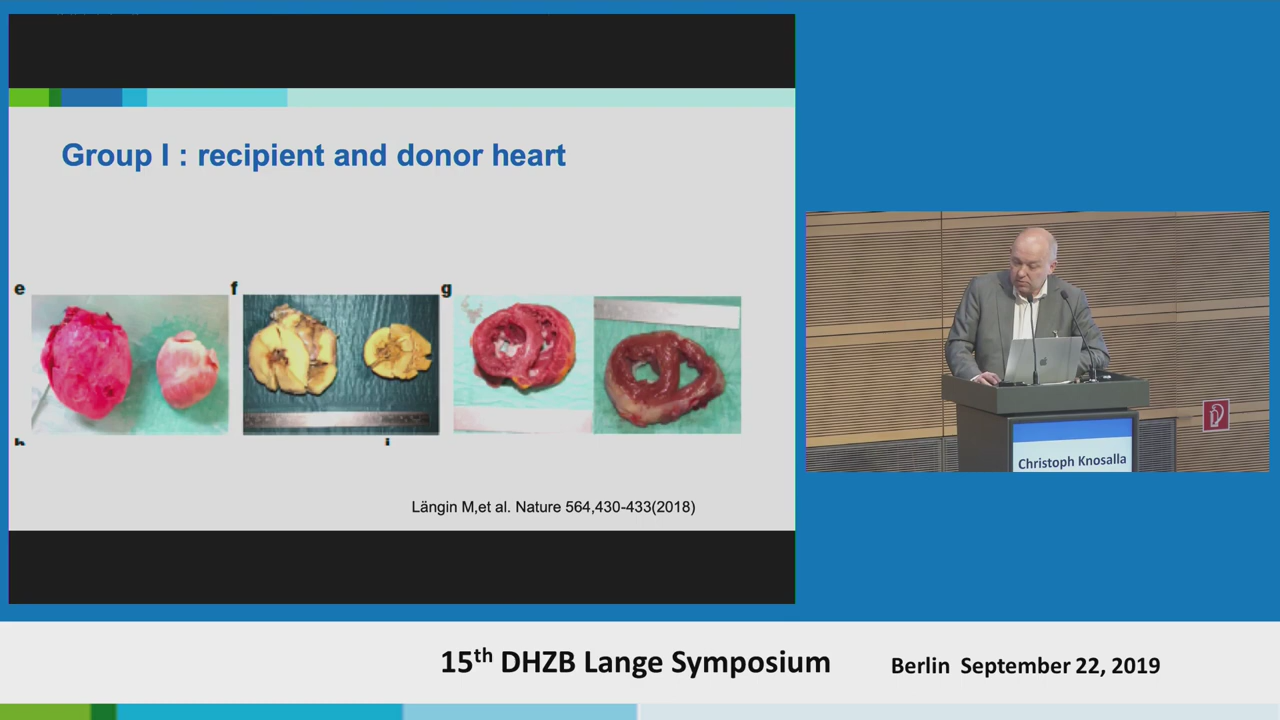 Group I : recipient and donor heart
e
f
g
h
i
Längin M,et al. Nature 564,430-433(2018)
Christoph Knosalla
15th DHZB Lange Symposium
Berlin September 22, 2019